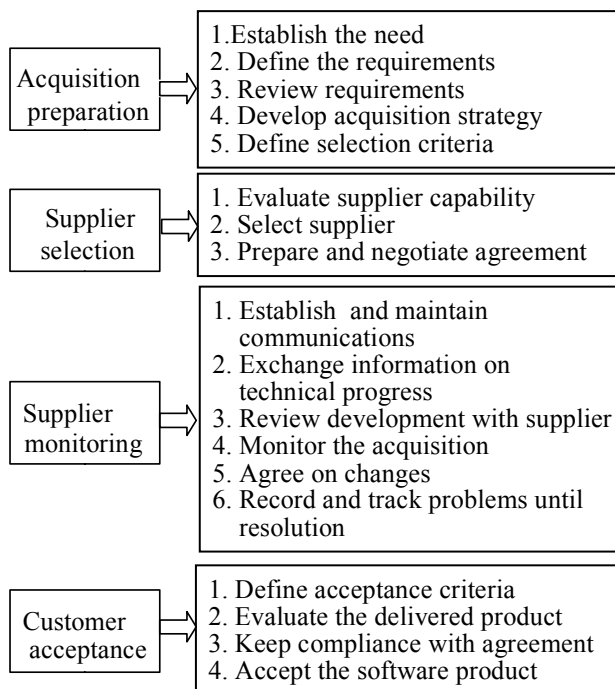 Acquisition
preparation
1.Establish the need
2. Define the requirements
3. Review requirements
4. Develop acquisition strategy
5. Define selection criteria
Supplier
selection
1. Evaluate supplier capability
2. Select supplier
3. Prepare and negotiate agreement
Supplier
monitoring
1. Establish and maintain
communications
2. Exchange information on
technical progress
3. Review development with supplier
4. Monitor the acquisition
5. Agree on changes
6. Record and track problems until
resolution
Customer
acceptance
1. Define acceptance criteria
2. Evaluate the delivered product
3. Keep compliance with agreement
4. Accept the software product